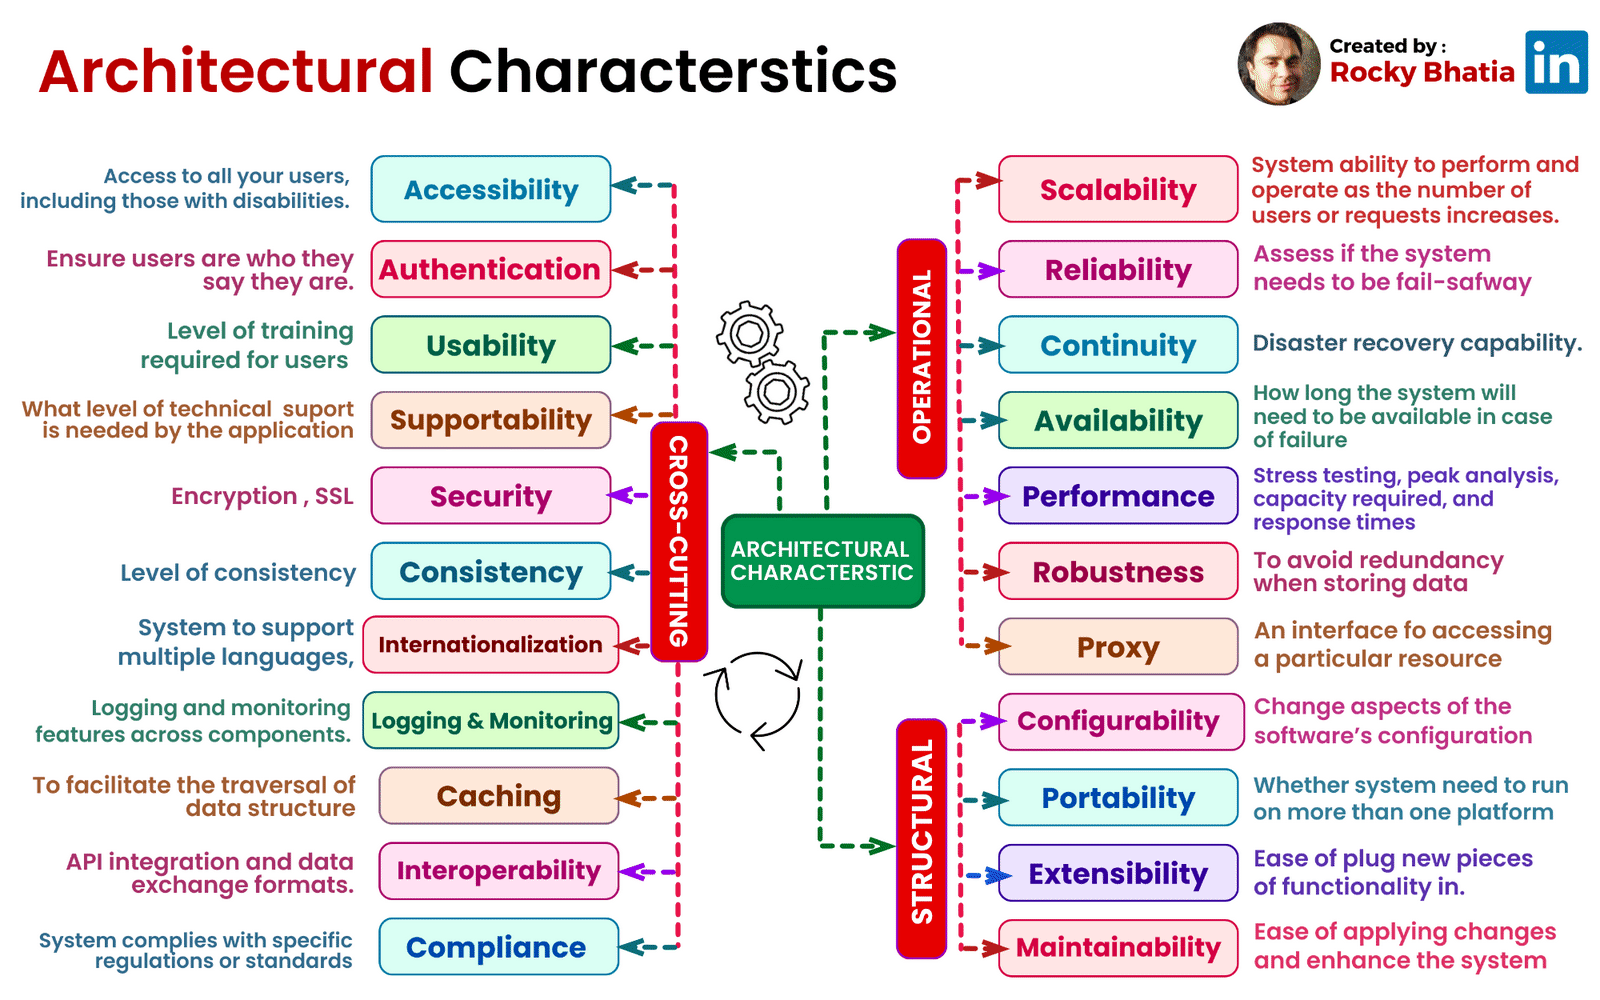 Architectural Characterstics
Created by :
Rocky Bhatia
in
Access to all your users,
including those with disabilities.
Accessibility
Ensure users are who they
say they are.
Authentication
Level of training
required for users
Usability
What level of technical suport
is needed by the application
Supportability
Encryption , SSL
Security
Level of consistency
Consistency
System to support
multiple languages,
Internationalization
Logging and monitoring
features across components.
Logging & Monitoring
To facilitate the traversal of
data structure
Caching
API integration and data
exchange formats.
Interoperability
System complies with specific
regulations or standards
Compliance
CROSS-CUTTING
ARCHITECTURAL
CHARACTERSTIC
OPERATIONAL
Scalability
System ability to perform and
operate as the number of
users or requests increases.
Reliability
Assess if the system
needs to be fail-safway
Continuity
Disaster recovery capability.
Availability
How long the system will
need to be available in case
of failure
Performance
Stress testing, peak analysis,
capacity required, and
response times
Robustness
To avoid redundancy
when storing data
Proxy
An interface fo accessing
a particular resource
STRUCTURAL
Configurability
Change aspects of the
software's configuration
Portability
Whether system need to run
on more than one platform
Extensibility
Ease of plug new pieces
of functionality in.
Maintainability
Ease of applying changes
and enhance the system